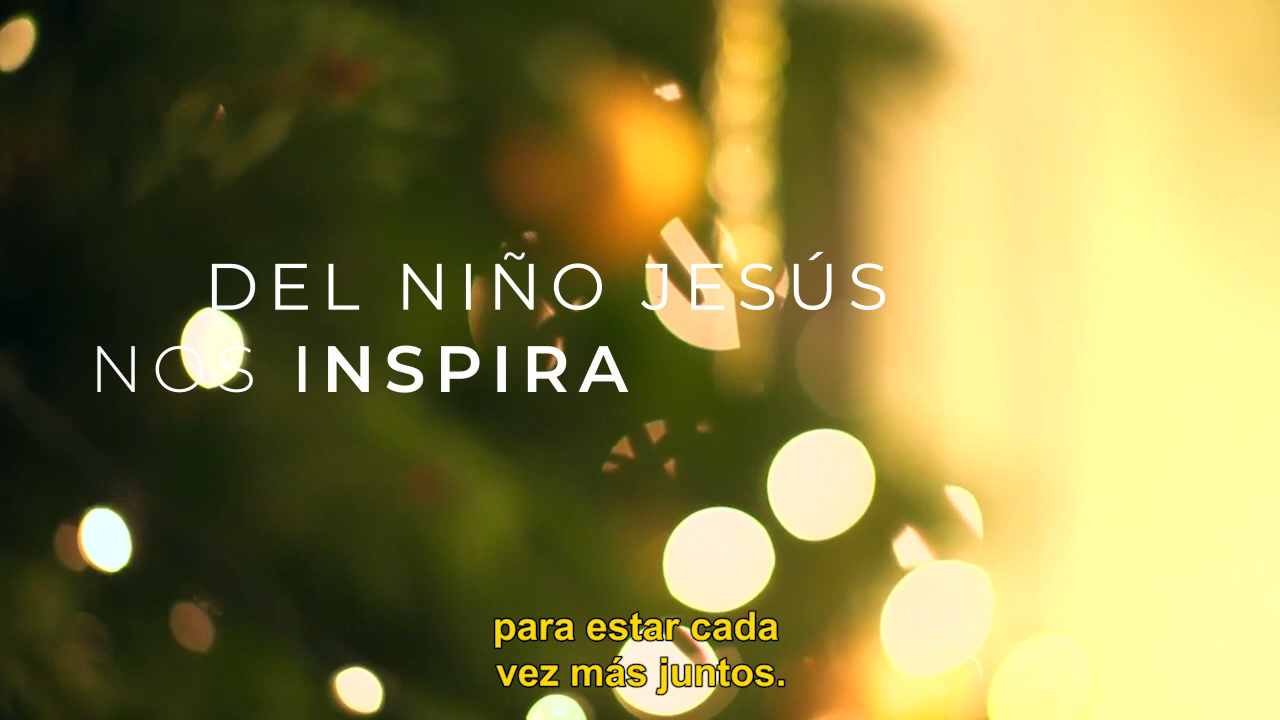 DEL NIÑO JESÚS
NOS INSPIRA
para estar cada
vez más juntos.